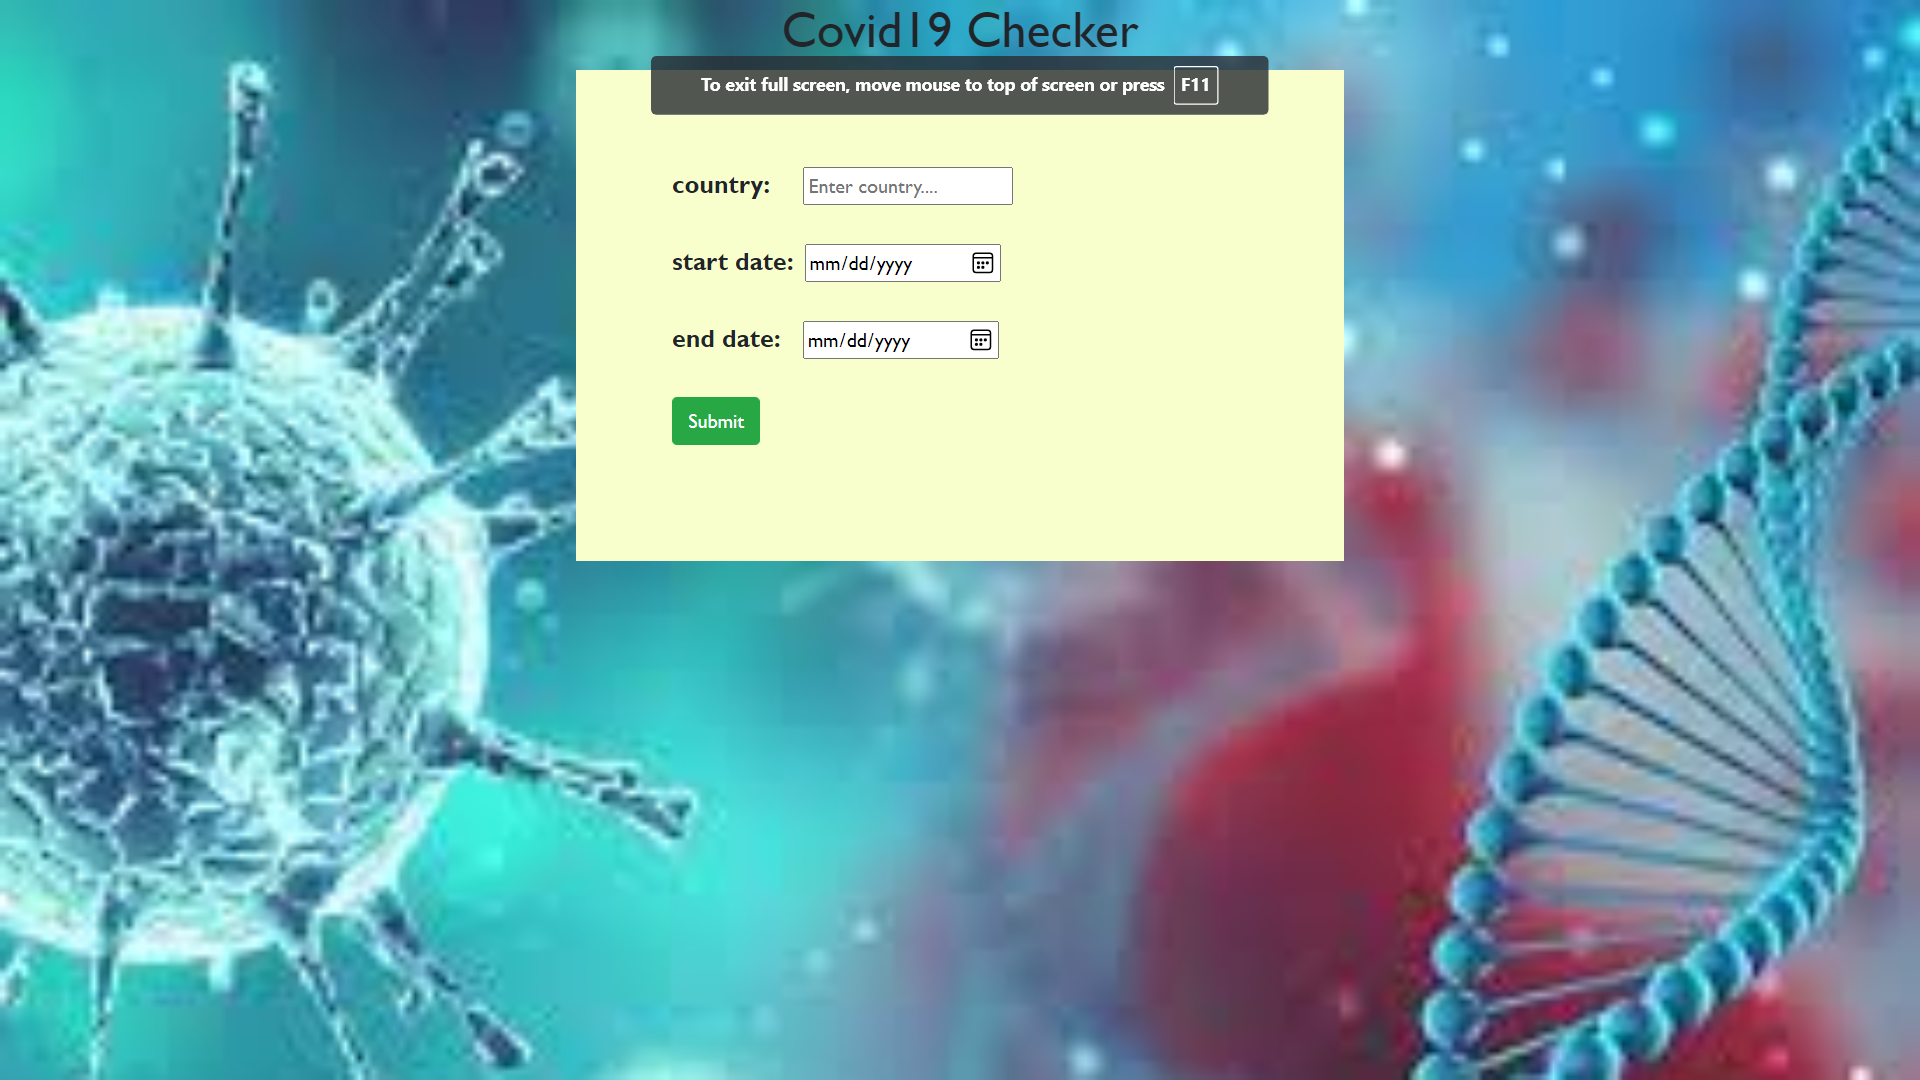 Covid19 Checker
To exit full screen, move mouse to top of screen or press F11
country: Enter country....
start date: mm/dd/yyyy
end date: mm/dd/yyyy
Submit